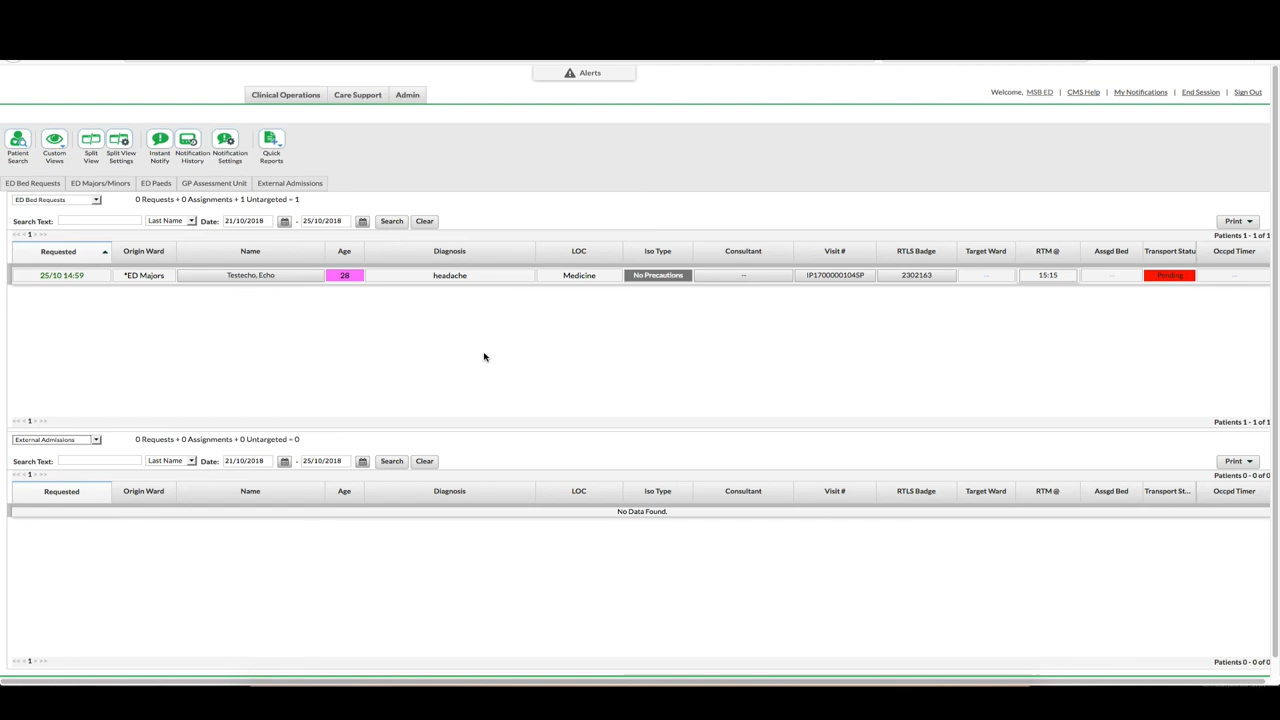 Alerts
Clinical Operations Care Support Admin
Welcome, MSB ED | CMS Help | My Notifications | End Session | Sign Out
Patient Search Custom Views Split View Split View Settings Instant Notify Notification History Notification Settings Quick Reports
ED Bed Requests ED Majors/Minors ED Paeds GP Assessment Unit External Admissions
ED Bed Requests 0 Requests + 0 Assignments + 1 Untargeted = 1
Search Text: Last Name Date: 21/10/2018 - 25/10/2018 Search Clear Print
<< < 1 > >> Patients 1 - 1 of 1
Requested Origin Ward Name Age Diagnosis LOC Iso Type Consultant Visit # RTLS Badge Target Ward RTM @ Assgd Bed Transport Statu Occpd Timer
25/10 14:59 *ED Majors Testecho, Echo 28 headache Medicine No Precautions -- IP1700000104SP 2302163 -- 15:15 -- Pending --
<< < 1 > >> Patients 1 - 1 of 1
External Admissions 0 Requests + 0 Assignments + 0 Untargeted = 0
Search Text: Last Name Date: 21/10/2018 - 25/10/2018 Search Clear Print
<< < 1 > >> Patients 0 - 0 of 0
Requested Origin Ward Name Age Diagnosis LOC Iso Type Consultant Visit # RTLS Badge Target Ward RTM @ Assgd Bed Transport St... Occpd Timer
No Data Found.
<< < 1 > >> Patients 0 - 0 of 0